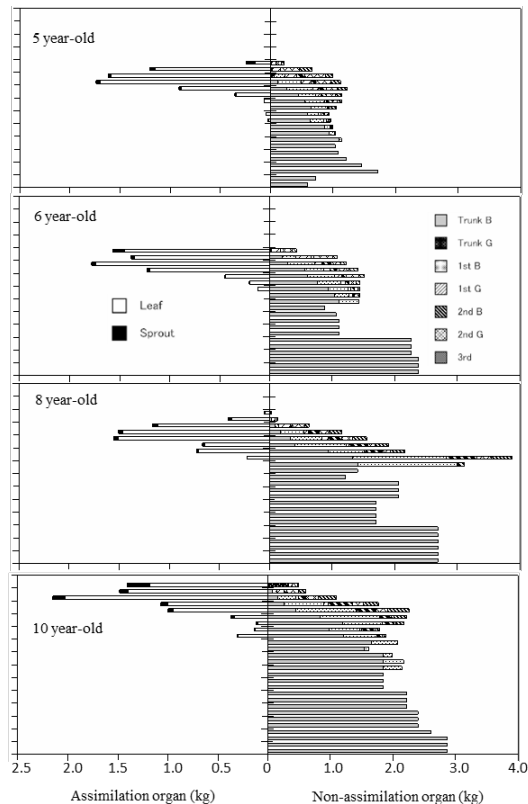 5 year-old
6 year-old
Leaf
Sprout
Trunk B
Trunk G
1st B
1st G
2nd B
2nd G
3rd
8 year-old
10 year-old
2.5 2.0 1.5 1.0 0.5 0 1.0 2.0 3.0 4.0
Assimilation organ (kg) Non-assimilation organ (kg)